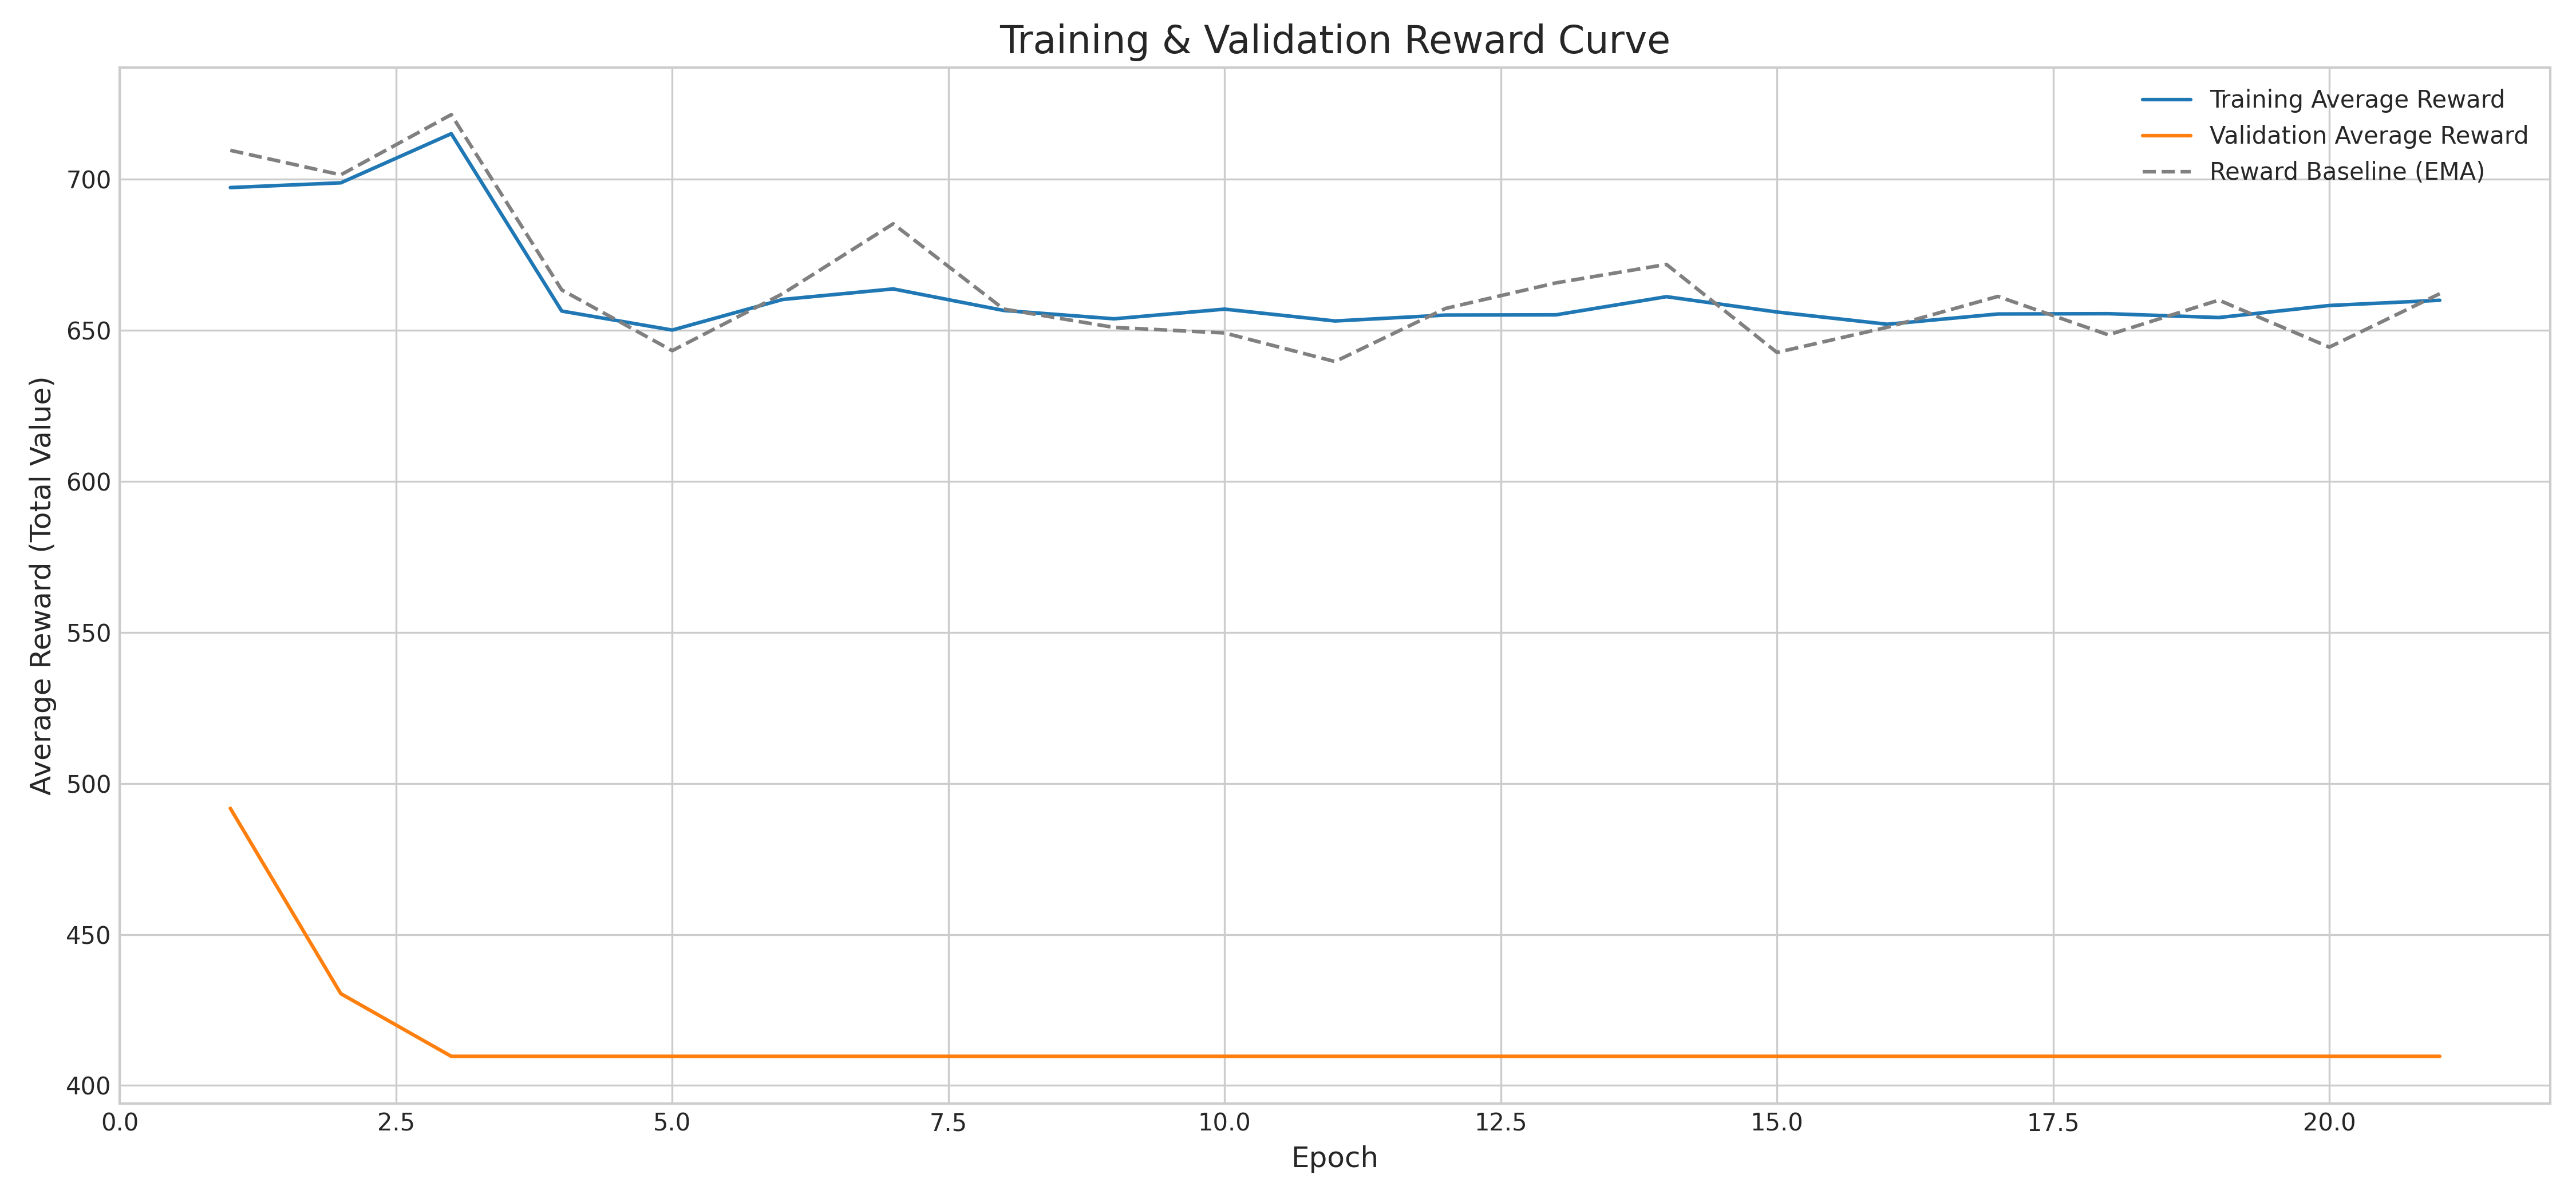 Training & Validation Reward Curve
Training Average Reward
Validation Average Reward
Reward Baseline (EMA)
Average Reward (Total Value)
700
650
600
550
500
450
400
0.0 2.5 5.0 7.5 10.0 12.5 15.0 17.5 20.0
Epoch